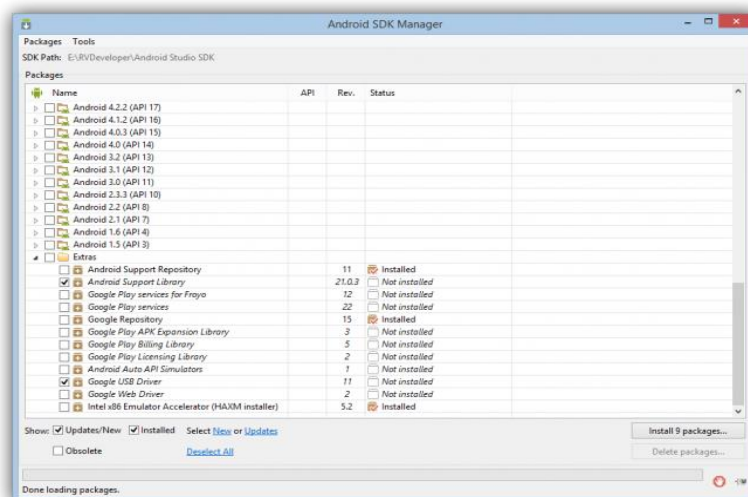 Android SDK Manager
Packages Tools
SDK Path: E:\RVDeveloper\Android Studio SDK
Packages
Name API Rev. Status
Android 4.2.2 (API 17)
Android 4.1.2 (API 16)
Android 4.0.3 (API 15)
Android 4.0 (API 14)
Android 3.2 (API 13)
Android 3.1 (API 12)
Android 3.0 (API 11)
Android 2.3.3 (API 10)
Android 2.2 (API 8)
Android 2.1 (API 7)
Android 1.6 (API 4)
Android 1.5 (API 3)
Extras
Android Support Repository 11 Installed
Android Support Library 21.0.3 Not installed
Google Play services for Froyo 12 Not installed
Google Play services 22 Not installed
Google Repository 15 Installed
Google Play APK Expansion Library 3 Not installed
Google Play Billing Library 5 Not installed
Google Play Licensing Library 2 Not installed
Android Auto API Simulators 1 Not installed
Google USB Driver 11 Not installed
Google Web Driver 2 Not installed
Intel x86 Emulator Accelerator (HAXM installer) 5.2 Installed
Show: Updates/New Installed Select New or Updates Install 9 packages...
Obsolete Deselect All Delete packages...
Done loading packages.